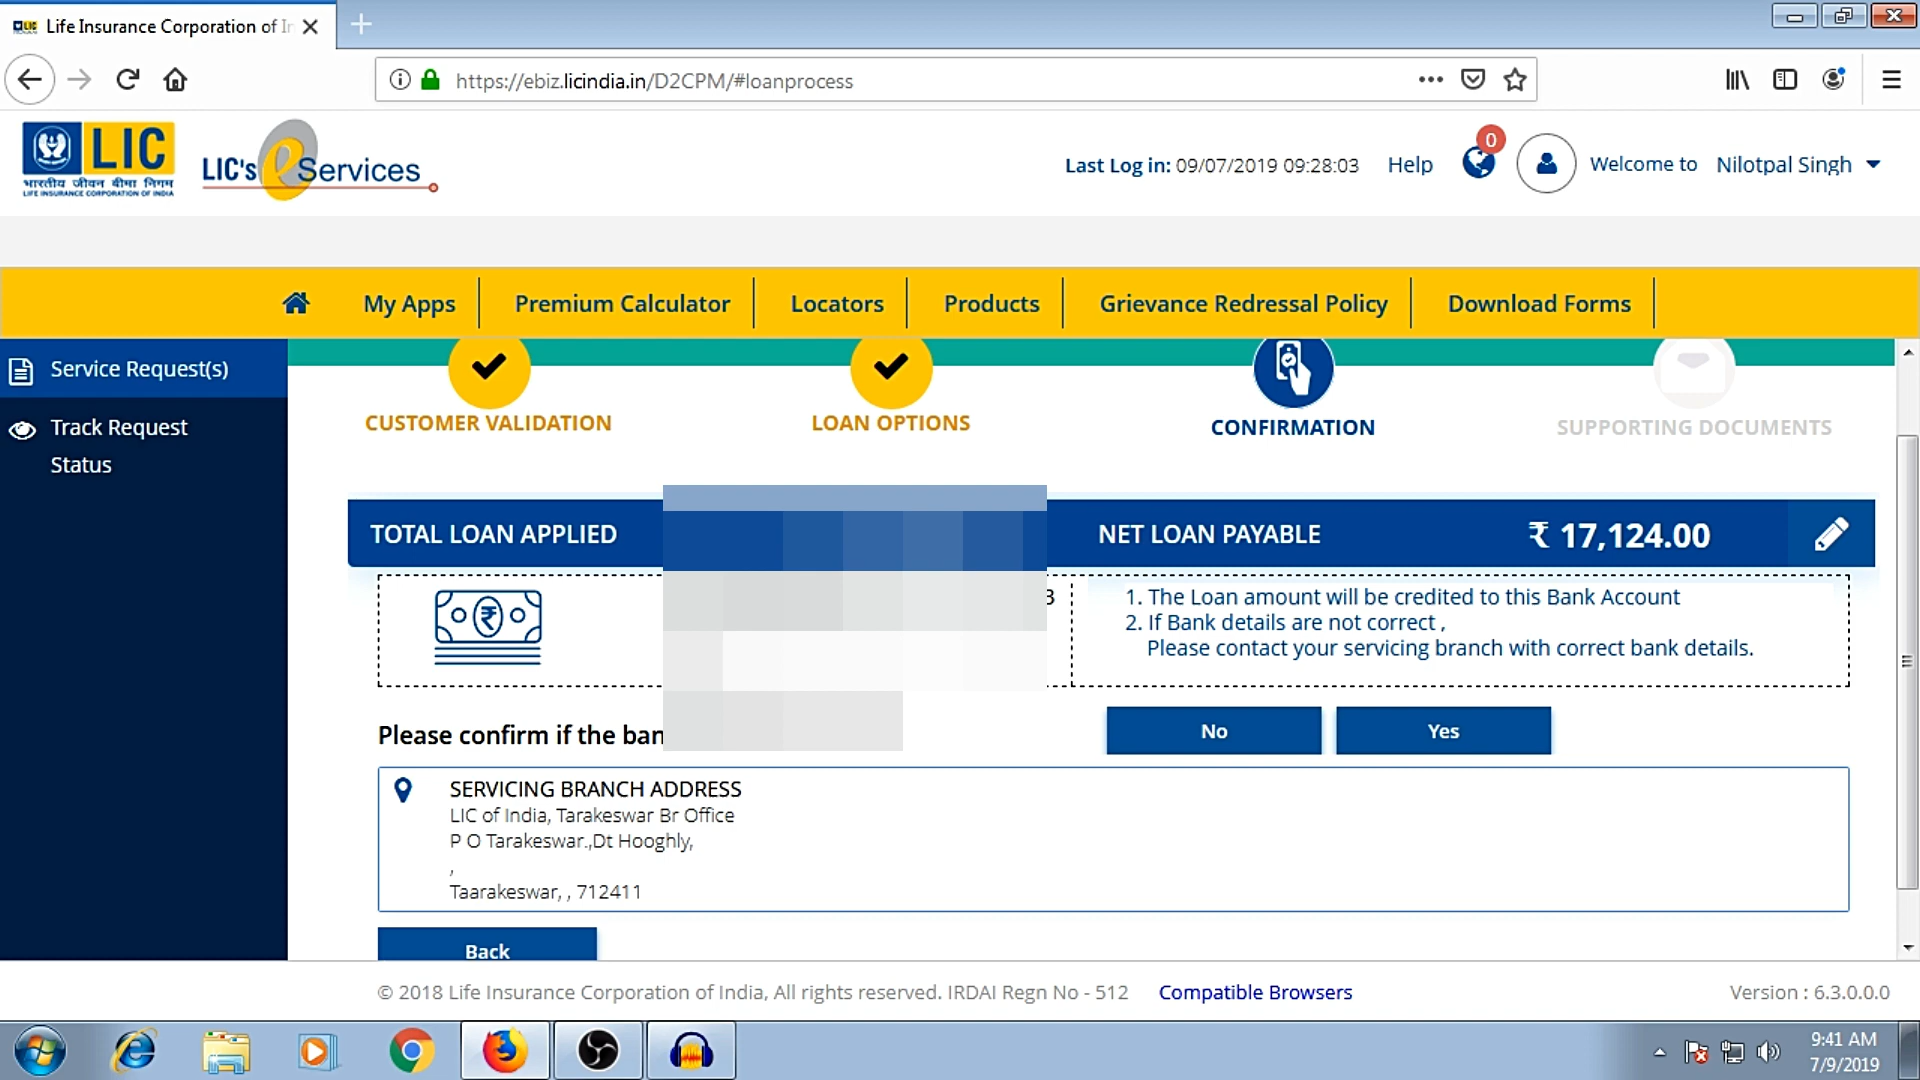 Life Insurance Corporation of In
https://ebiz.licindia.in/D2CPM/#loanprocess
LIC
भारतीय जीवन बीमा निगम
LIFE INSURANCE CORPORATION OF INDIA
LIC's eServices
Last Log in: 09/07/2019 09:28:03
Help
0
Welcome to Nilotpal Singh
My Apps
Premium Calculator
Locators
Products
Grievance Redressal Policy
Download Forms
Service Request(s)
Track Request
Status
CUSTOMER VALIDATION
LOAN OPTIONS
CONFIRMATION
SUPPORTING DOCUMENTS
TOTAL LOAN APPLIED
NET LOAN PAYABLE
₹ 17,124.00
1. The Loan amount will be credited to this Bank Account
2. If Bank details are not correct ,
Please contact your servicing branch with correct bank details.
Please confirm if the ban
No
Yes
SERVICING BRANCH ADDRESS
LIC of India, Tarakeswar Br Office
P O Tarakeswar.,Dt Hooghly,
,
Taarakeswar, , 712411
Back
© 2018 Life Insurance Corporation of India, All rights reserved. IRDAI Regn No - 512
Compatible Browsers
Version : 6.3.0.0.0
9:41 AM
7/9/2019